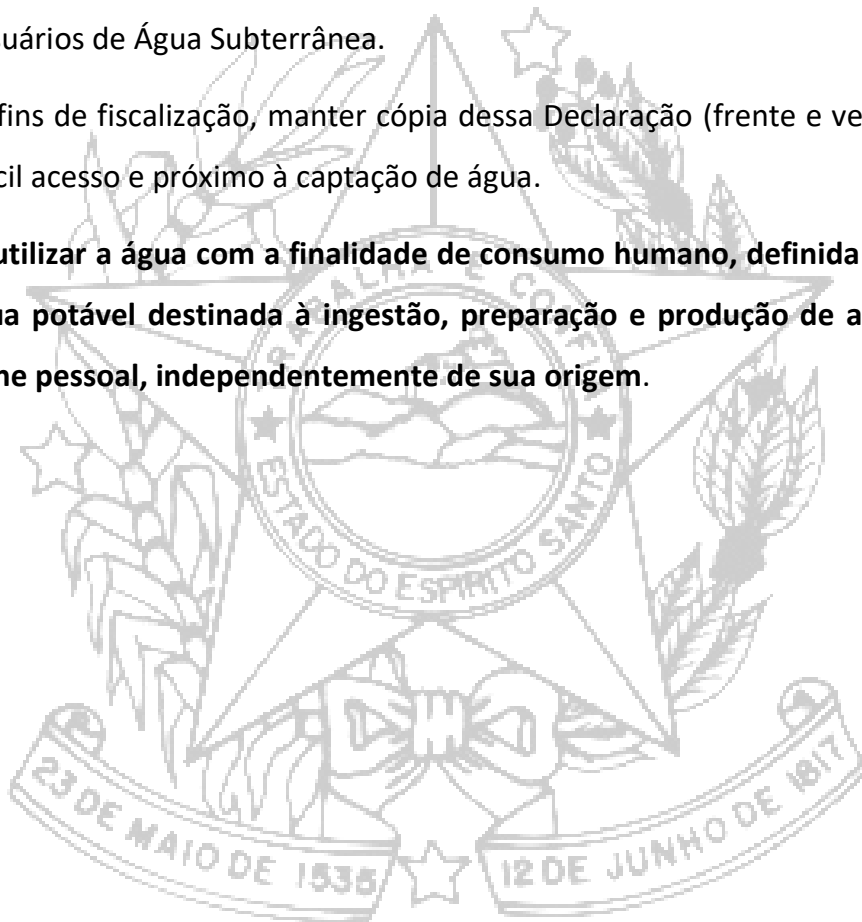 suários de Água Subterrânea.
fins de fiscalização, manter cópia dessa Declaração (frente e ve
cil acesso e próximo à captação de água.
utilizar a água com a finalidade de consumo humano, definida
ua potável destinada à ingestão, preparação e produção de a
ne pessoal, independentemente de sua origem.
TRABALHA E CONFIA
ESTADO DO ESPIRITO SANTO
23 DE MAIO DE 1535
12 DE JUNHO DE 1817